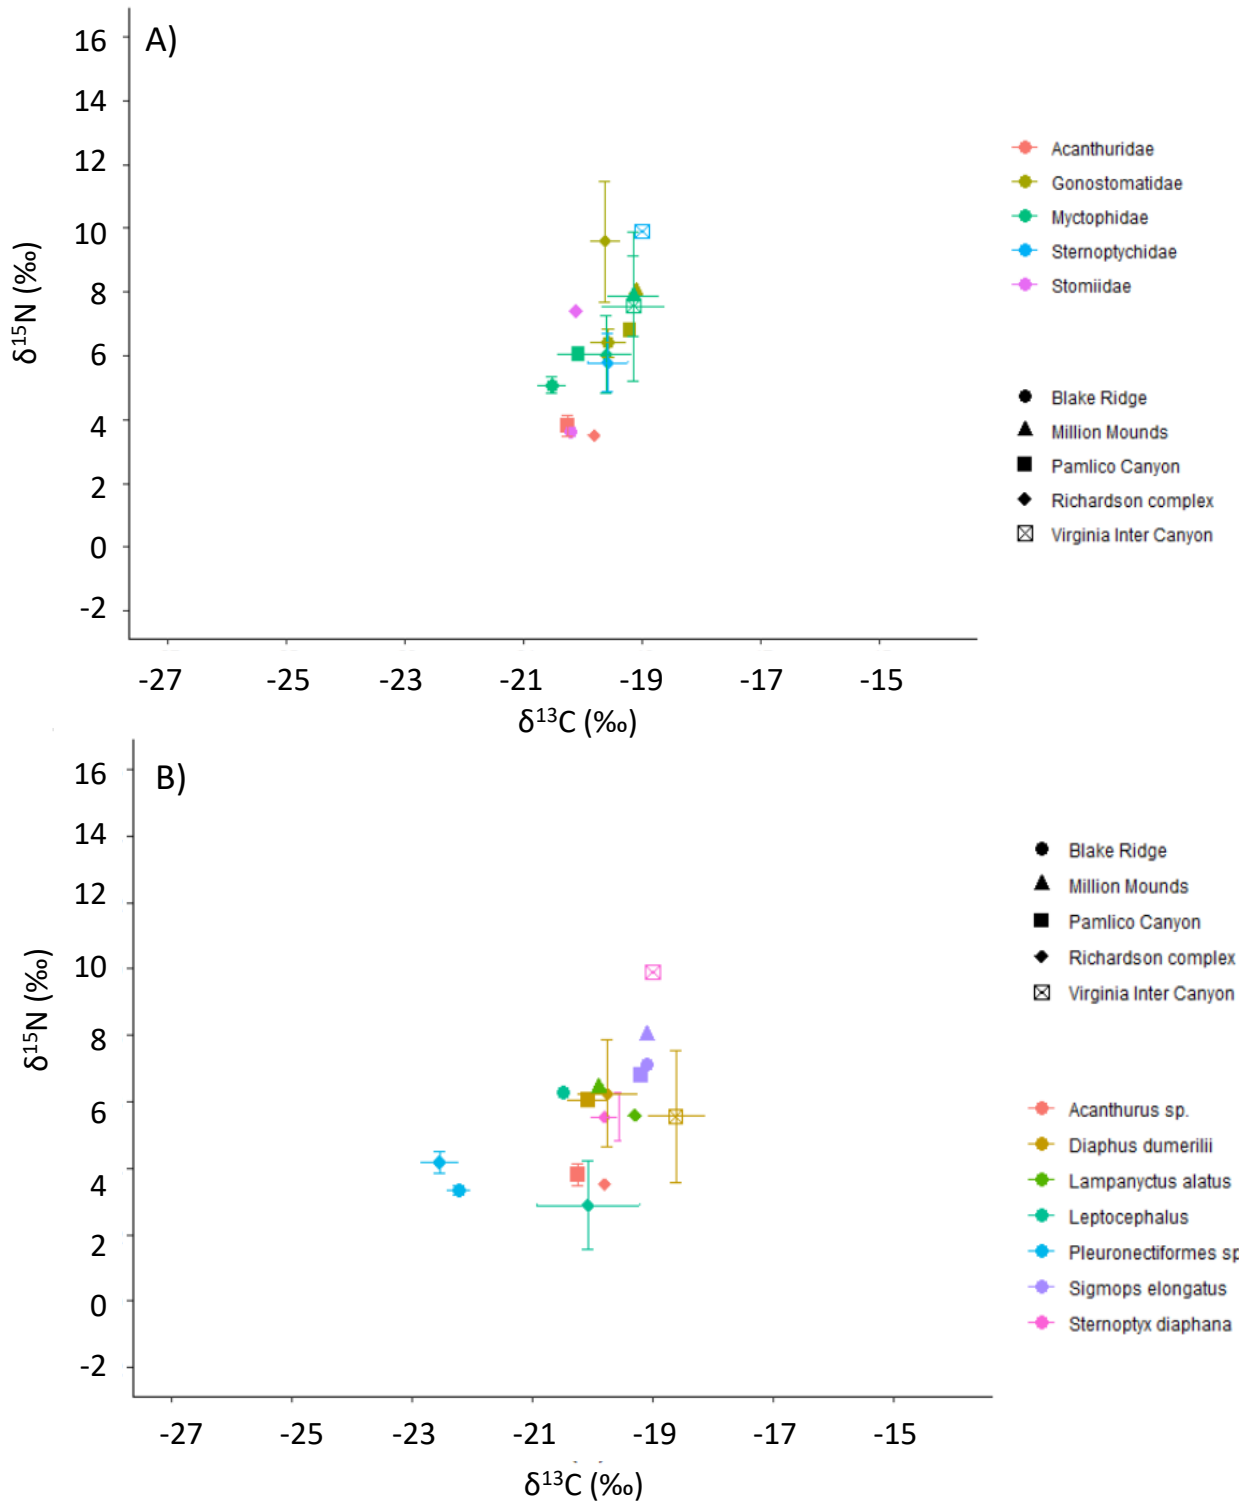 A)
16
14
12
10
8
6
4
2
0
-2
δ¹⁵N (‰)
-27 -25 -23 -21 -19 -17 -15
δ¹³C (‰)
Acanthuridae
Gonostomatidae
Myctophidae
Sternoptychidae
Stomiidae
Blake Ridge
Million Mounds
Pamlico Canyon
Richardson complex
Virginia Inter Canyon
B)
16
14
12
10
8
6
4
2
0
-2
δ¹⁵N (‰)
-27 -25 -23 -21 -19 -17 -15
δ¹³C (‰)
Blake Ridge
Million Mounds
Pamlico Canyon
Richardson complex
Virginia Inter Canyon
Acanthurus sp.
Diaphus dumerilii
Lampanyctus alatus
Leptocephalus
Pleuronectiformes sp
Sigmops elongatus
Sternoptyx diaphana